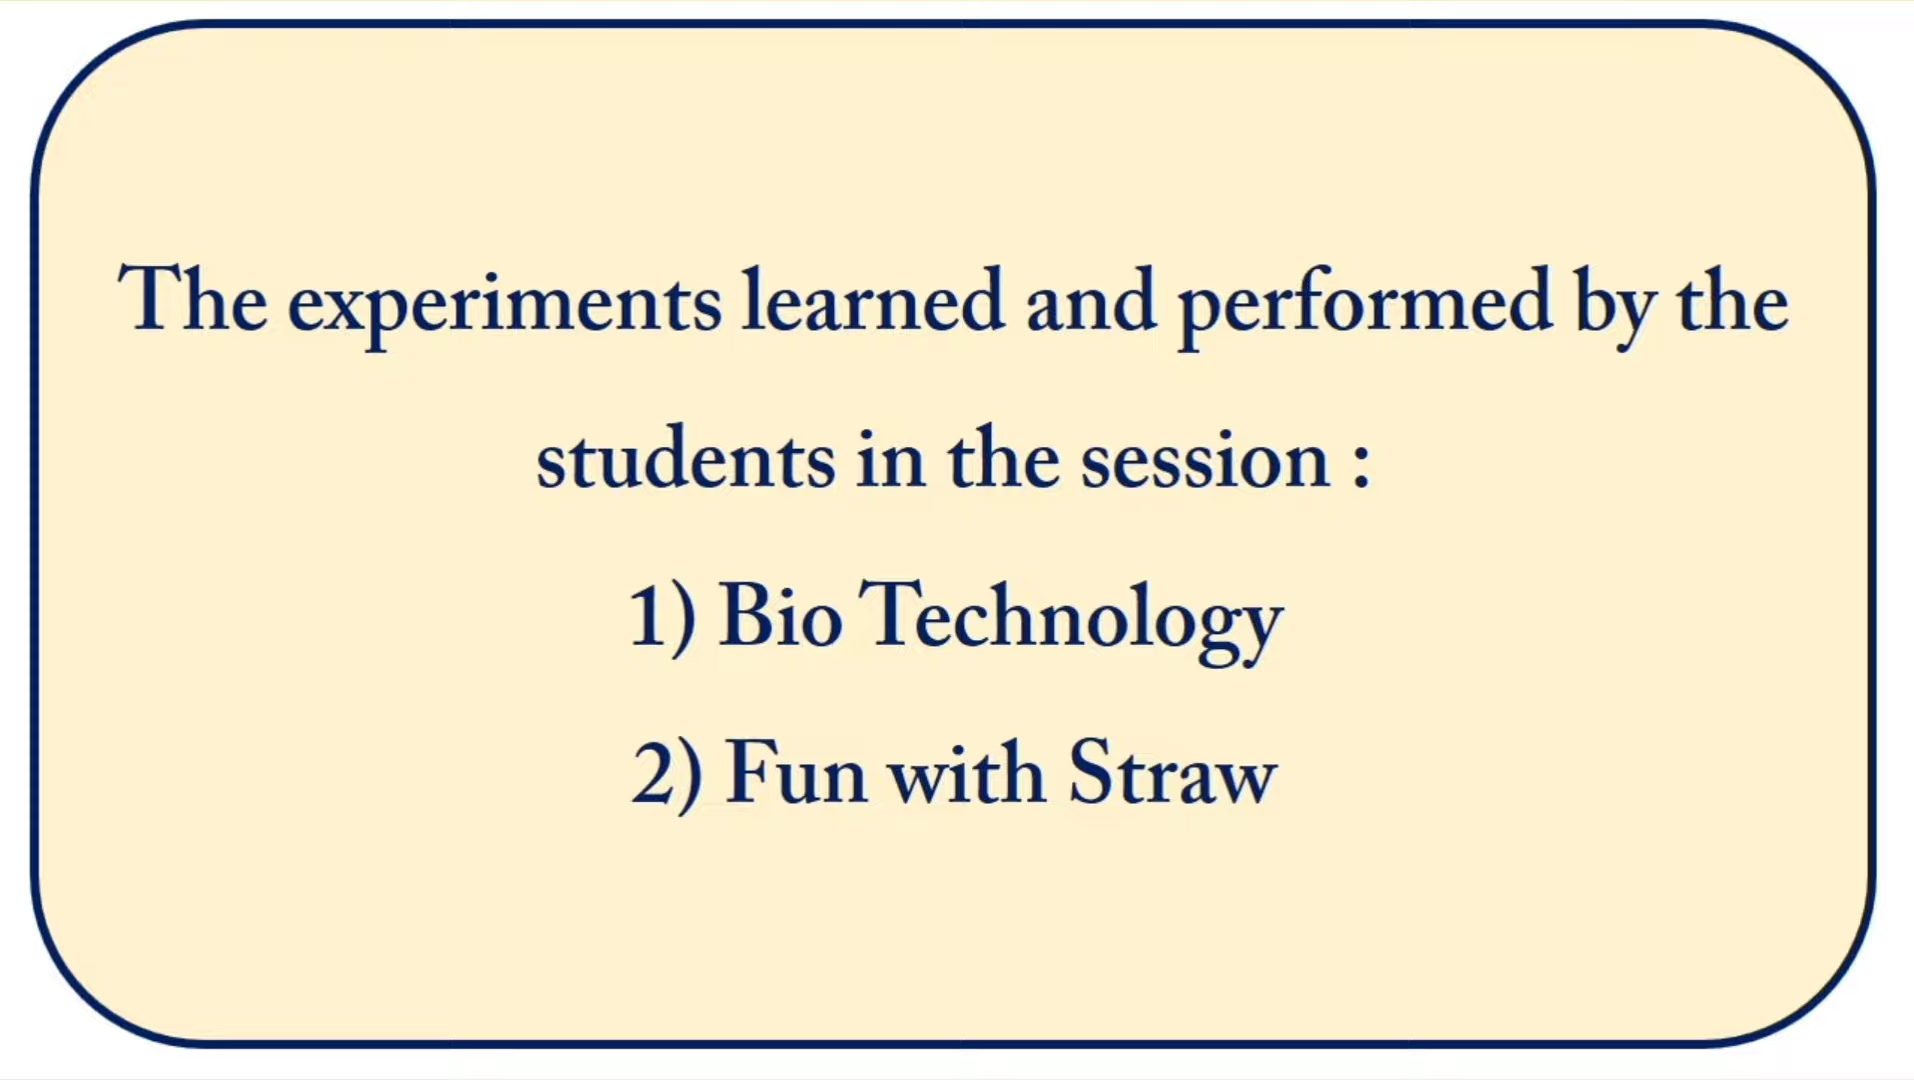 The experiments learned and performed by the
students in the session :
1) Bio Technology
2) Fun with Straw